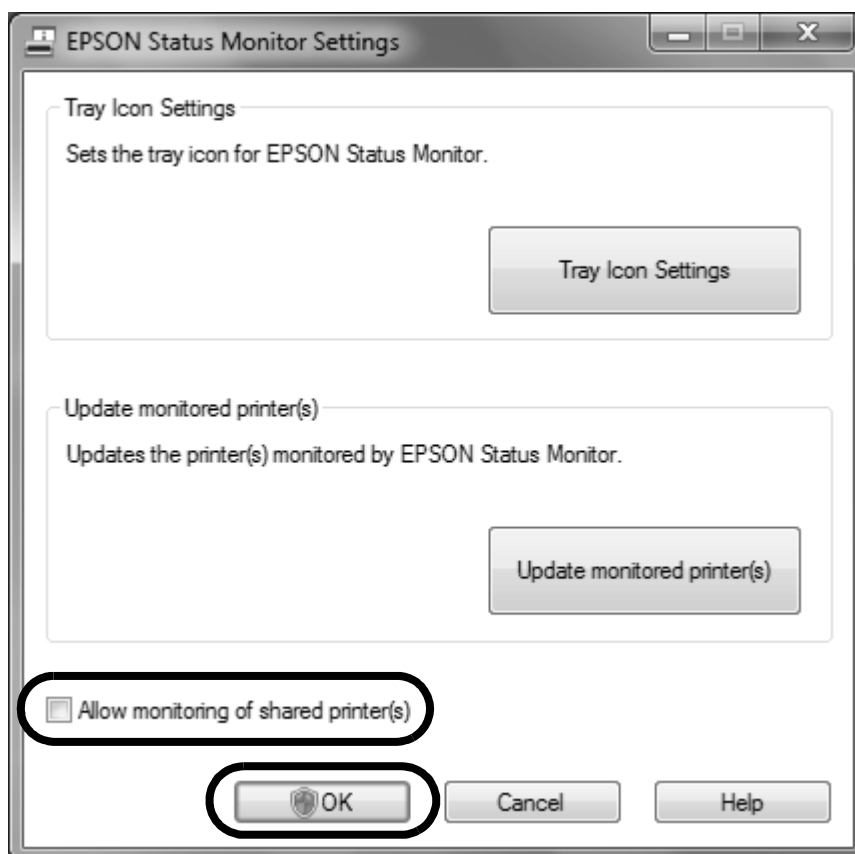 EPSON Status Monitor Settings
Tray Icon Settings
Sets the tray icon for EPSON Status Monitor.
Tray Icon Settings
Update monitored printer(s)
Updates the printer(s) monitored by EPSON Status Monitor.
Update monitored printer(s)
Allow monitoring of shared printer(s)
OK
Cancel
Help